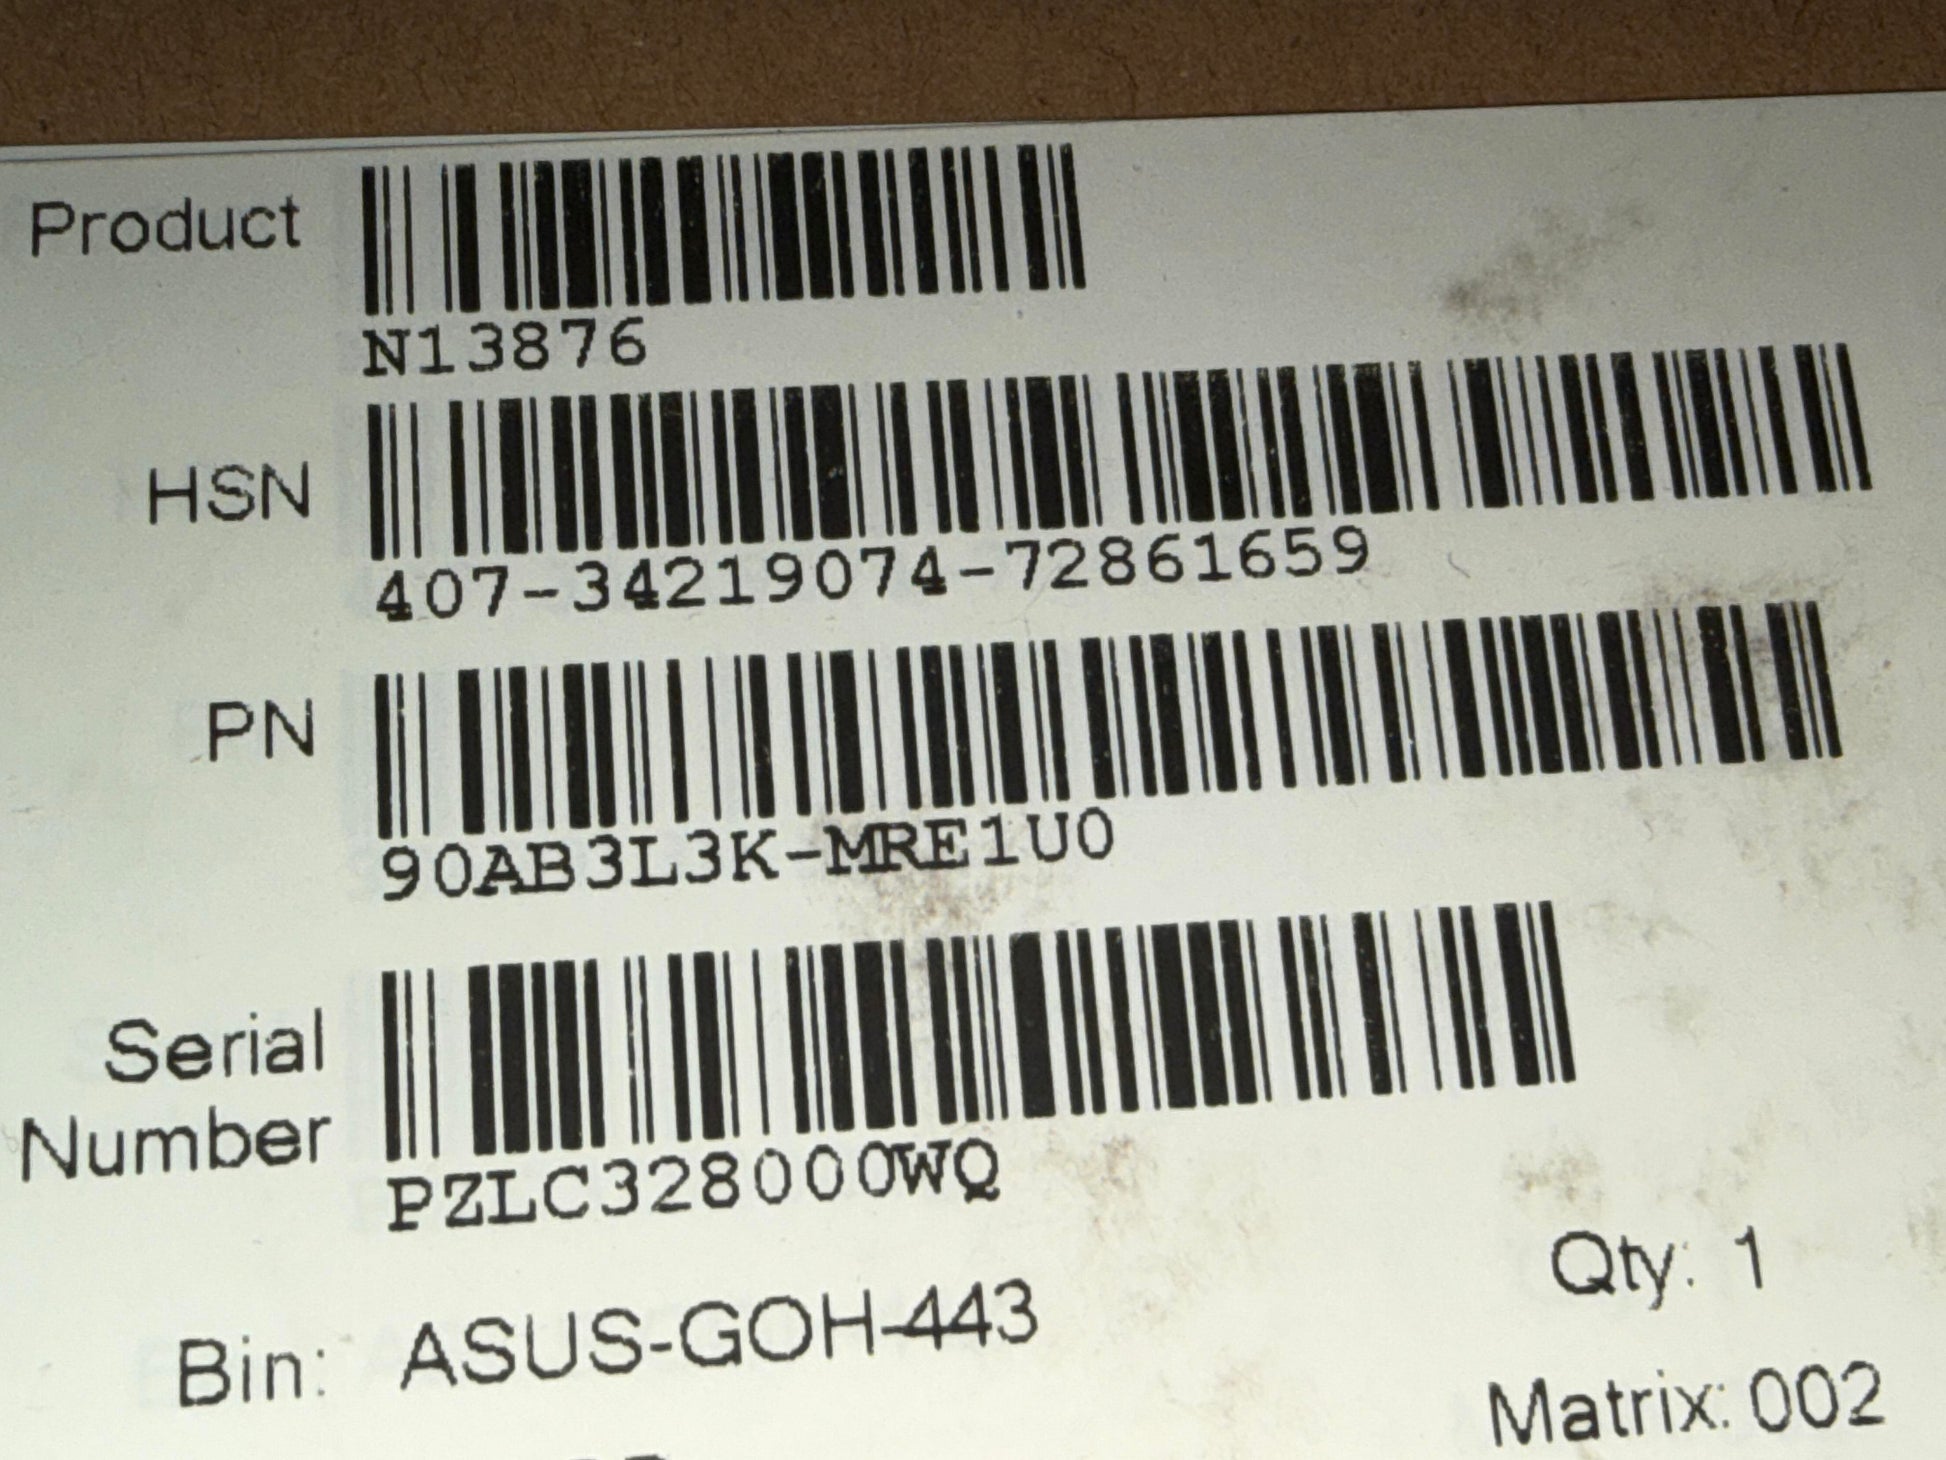 Product
N13876
HSN
407-34219074-72861659
PN
90AB3L3K-MRE1U0
Serial
Number
PZLC328000WQ
Qty: 1
Bin: ASUS-GOH-443
Matrix: 002